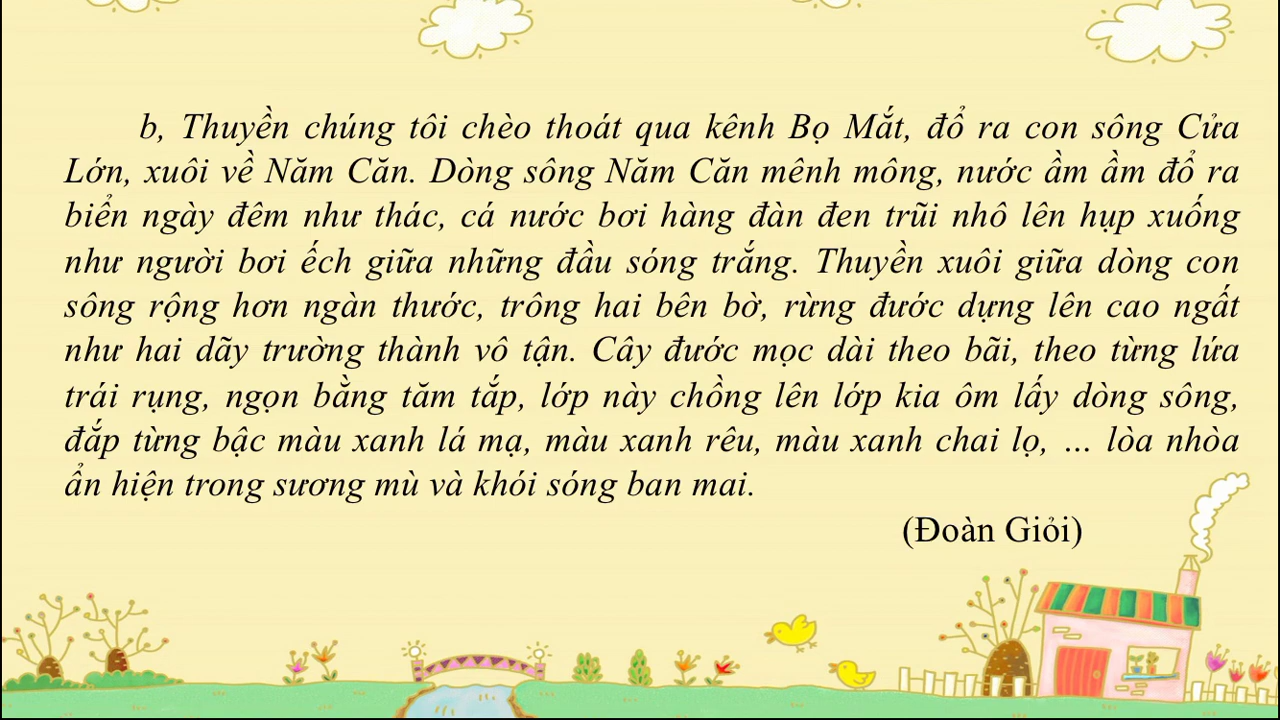 b, Thuyền chúng tôi chèo thoát qua kênh Bọ Mắt, đổ ra con sông Cửa
Lớn, xuôi về Năm Căn. Dòng sông Năm Căn mênh mông, nước ầm ầm đổ ra
biển ngày đêm như thác, cá nước bơi hàng đàn đen trũi nhô lên hụp xuống
như người bơi ếch giữa những đầu sóng trắng. Thuyền xuôi giữa dòng con
sông rộng hơn ngàn thước, trông hai bên bờ, rừng đước dựng lên cao ngất
như hai dãy trường thành vô tận. Cây đước mọc dài theo bãi, theo từng lứa
trái rụng, ngọn bằng tăm tắp, lớp này chồng lên lớp kia ôm lấy dòng sông,
đắp từng bậc màu xanh lá mạ, màu xanh rêu, màu xanh chai lọ, ... lòa nhòa
ẩn hiện trong sương mù và khói sóng ban mai.
(Đoàn Giỏi)